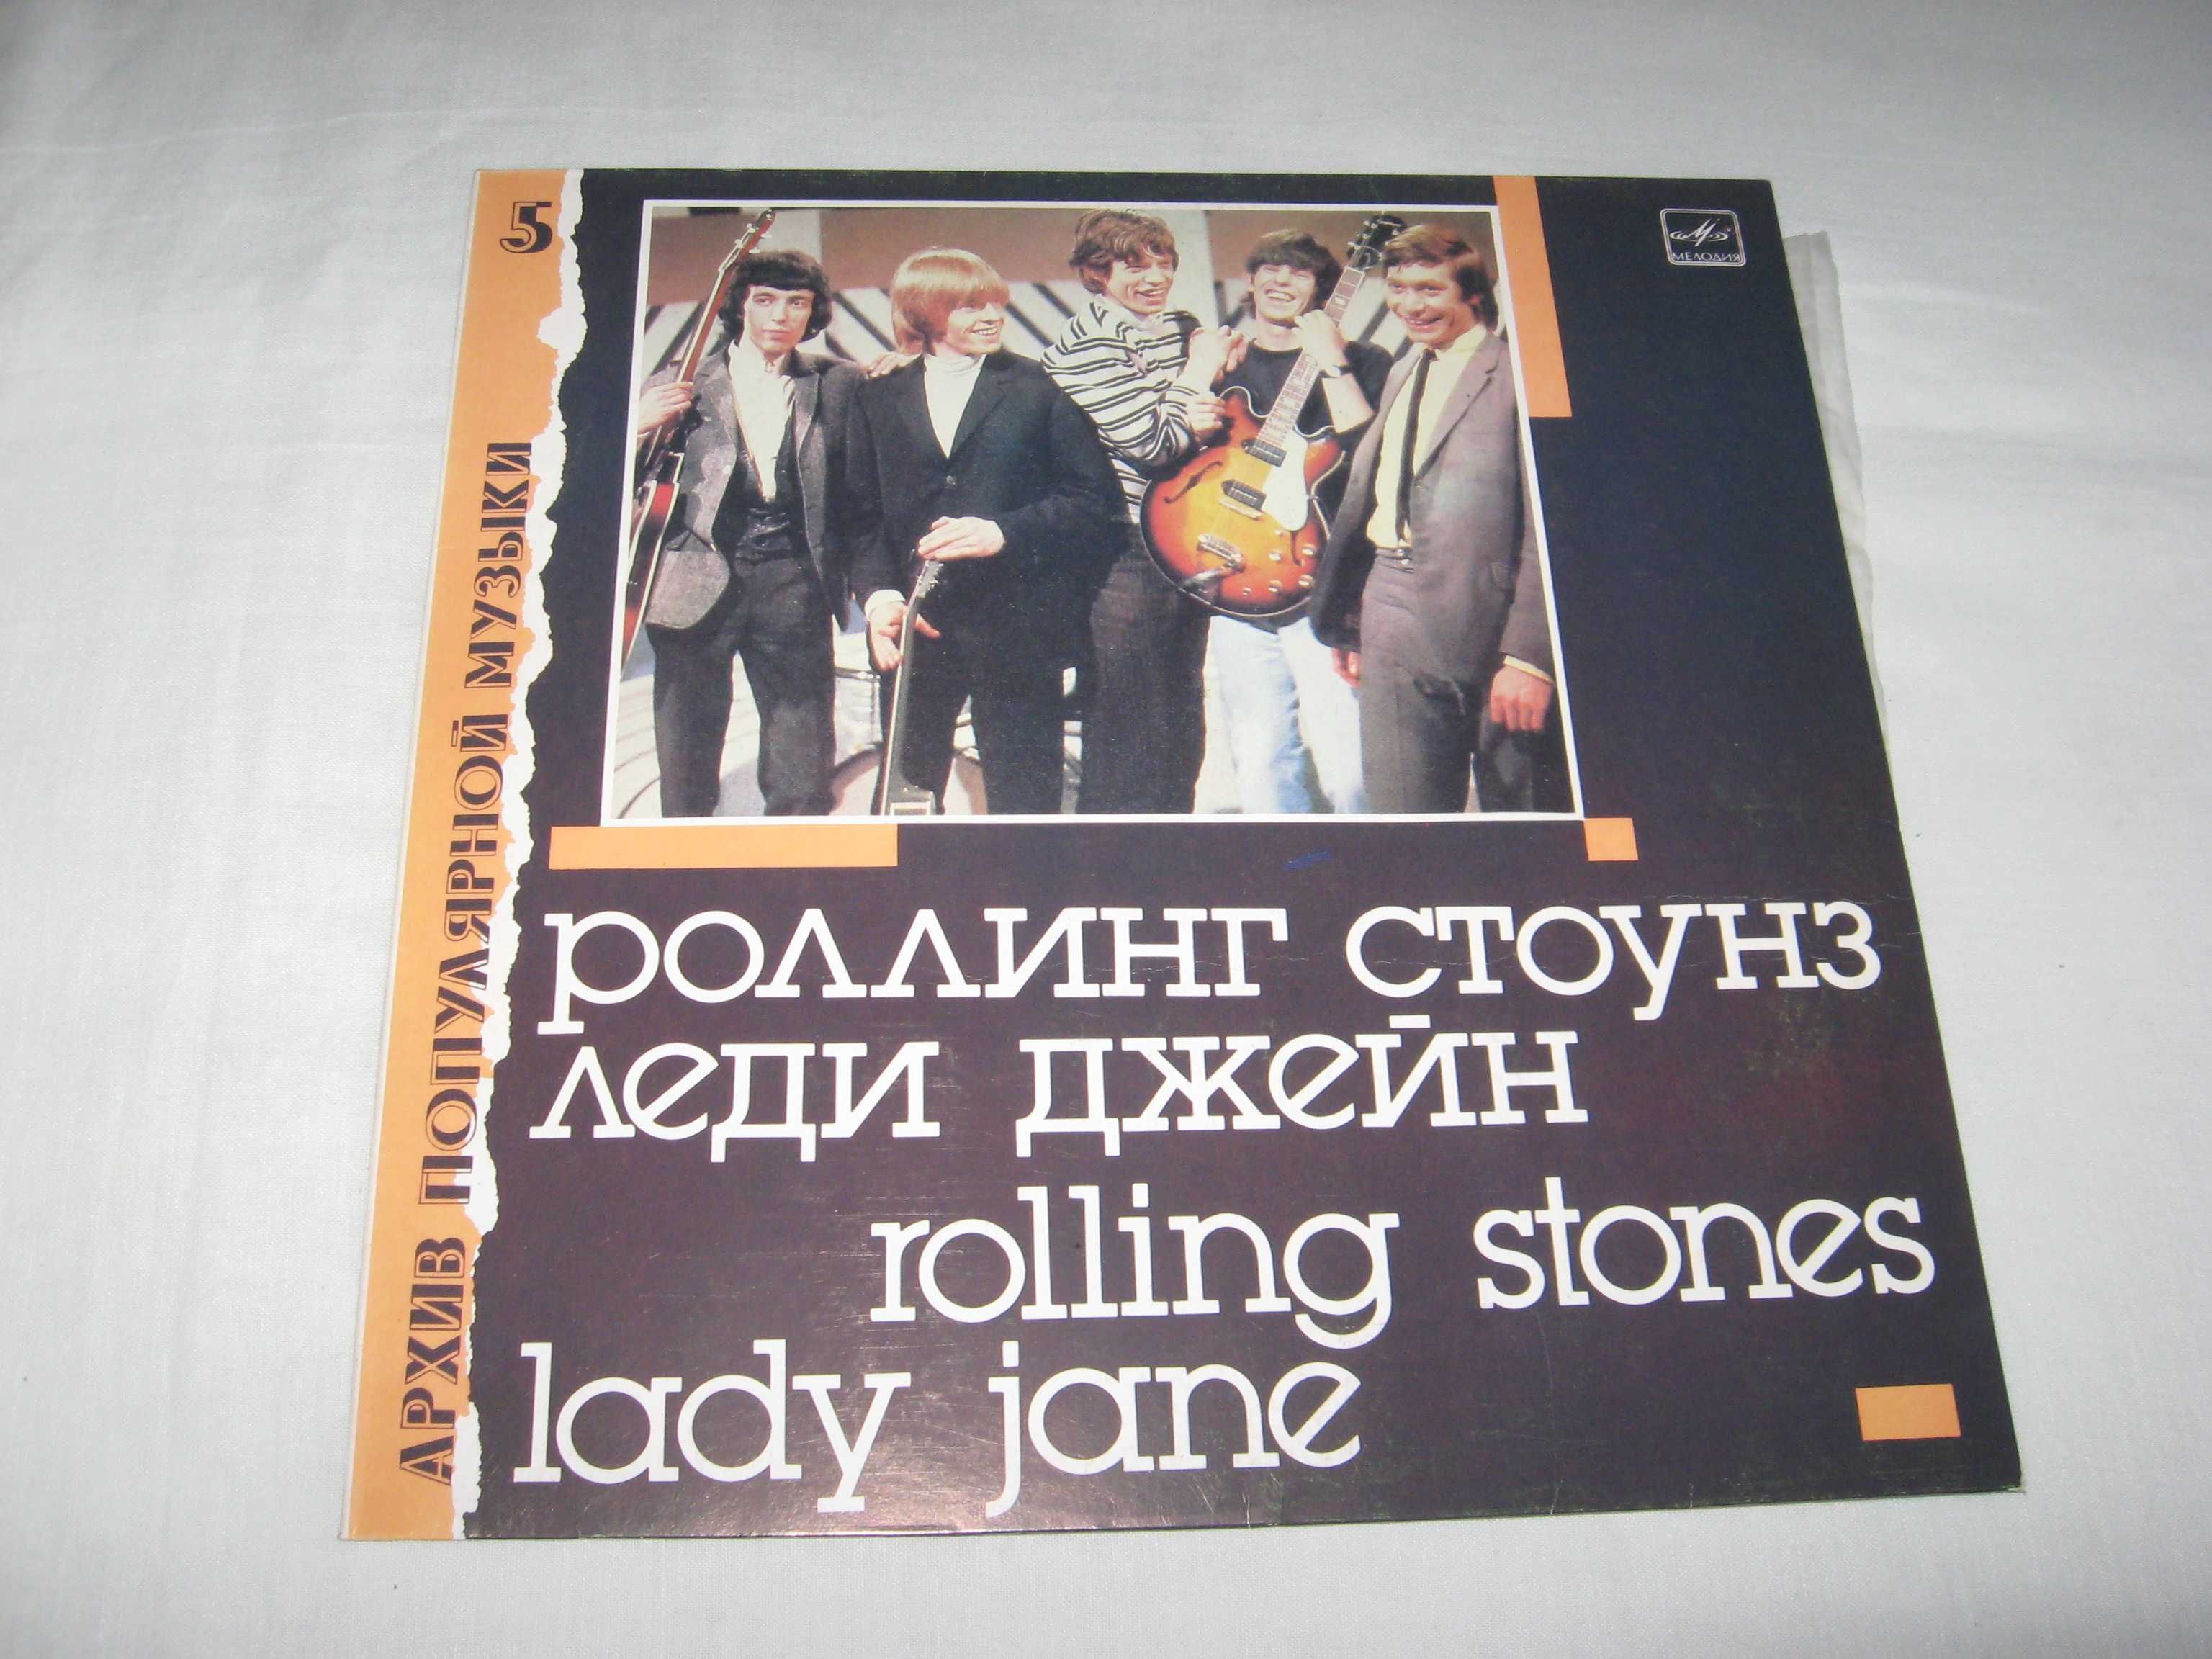 5
АРХИВ ПОПУЛЯРНОЙ МУЗЫКИ
МЕЛОДИЯ
роллинг стоунз
леди джейн
rolling stones
lady jane